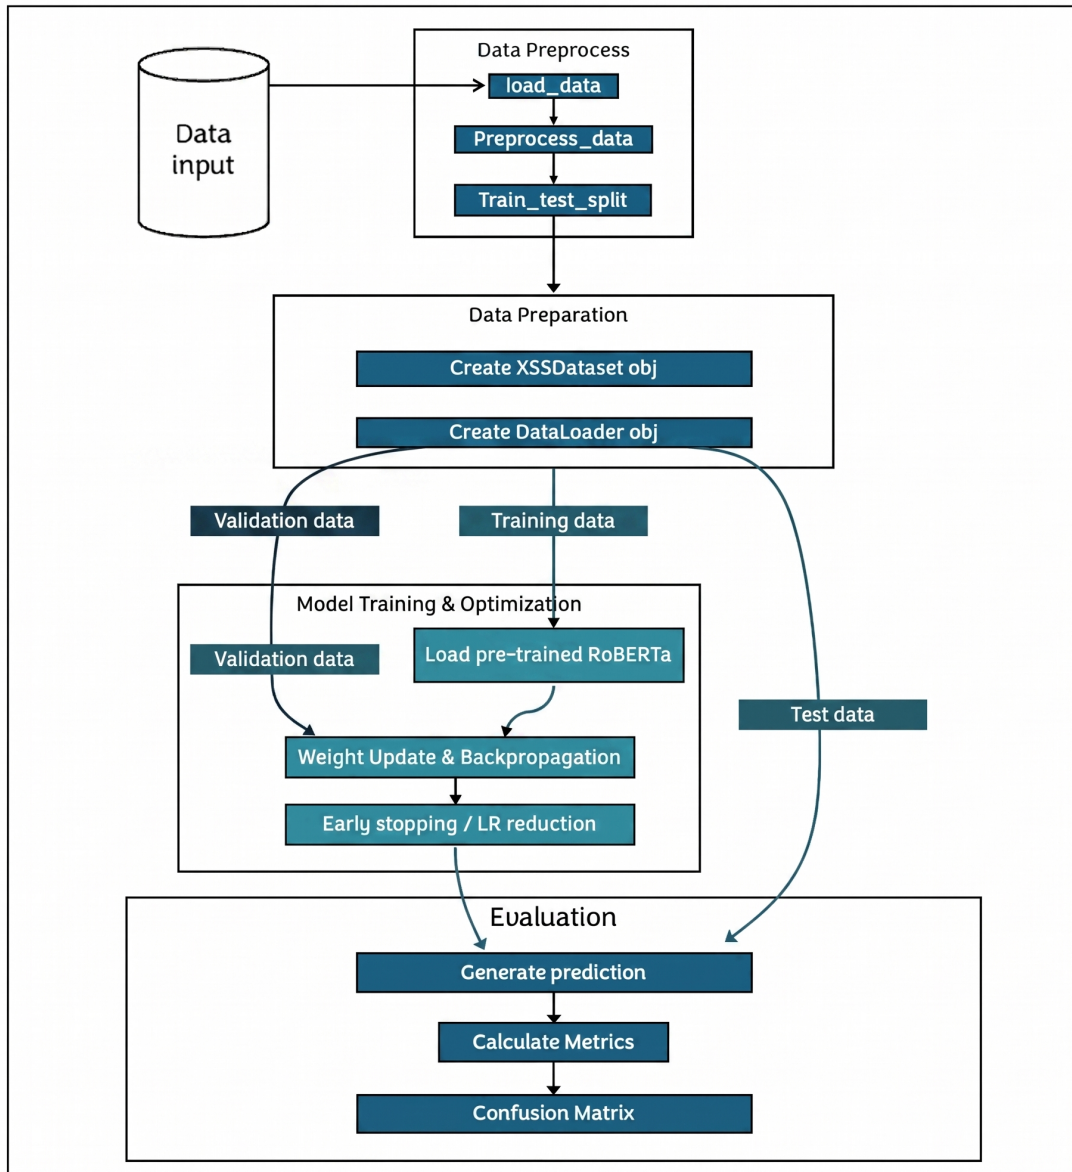 Data Preprocess
load_data
Data
input
Preprocess_data
Train_test_split
Data Preparation
Create XSSDataset obj
Create DataLoader obj
Validation data
Training data
Model Training & Optimization
Load pre-trained RoBERTa
Validation data
Test data
Weight Update & Backpropagation
Early stopping / LR reduction
Evaluation
Generate prediction
Calculate Metrics
Confusion Matrix